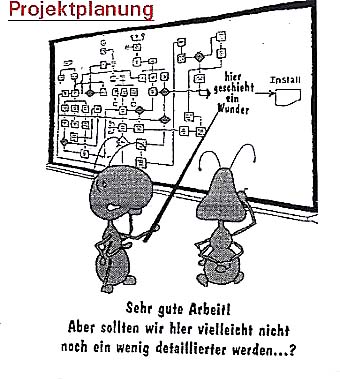 Projektplanung
hier
geschieht
ein
Wunder
Install
Sehr gute Arbeit!
Aber sollten wir hier vielleicht nicht
noch ein wenig detaillierter werden...?